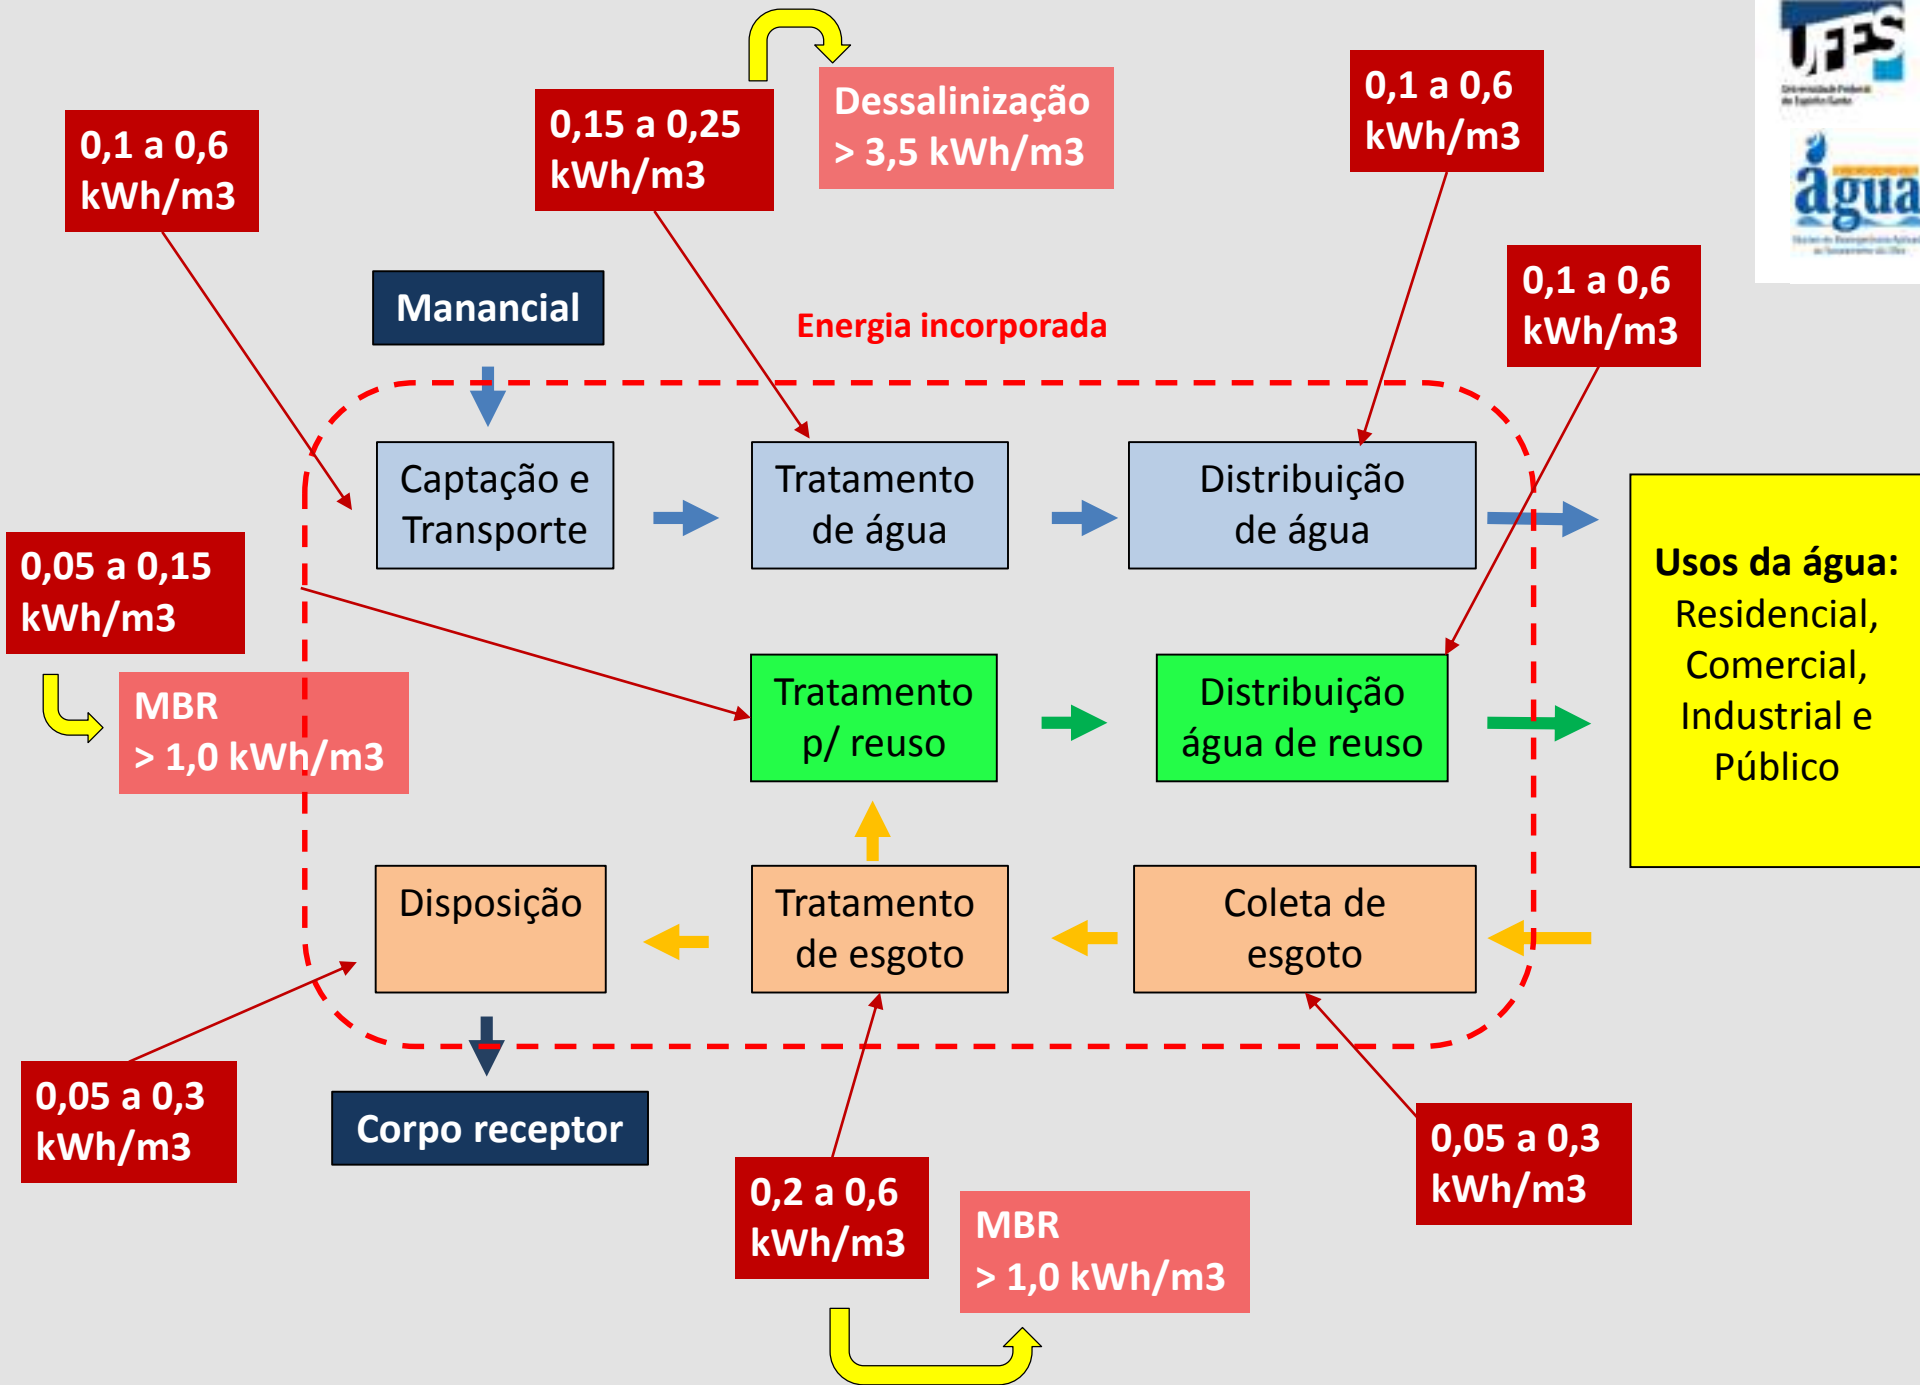 UFES
Universidade Federal
do Espírito Santo
água
0,1 a 0,6
kWh/m3
0,15 a 0,25
kWh/m3
Dessalinização
> 3,5 kWh/m3
0,1 a 0,6
kWh/m3
0,1 a 0,6
kWh/m3
Manancial
Energia incorporada
Captação e
Transporte
Tratamento
de água
Distribuição
de água
Usos da água:
Residencial,
Comercial,
Industrial e
Público
0,05 a 0,15
kWh/m3
MBR
> 1,0 kWh/m3
Tratamento
p/ reuso
Distribuição
água de reuso
Disposição
Tratamento
de esgoto
Coleta de
esgoto
0,05 a 0,3
kWh/m3
Corpo receptor
0,2 a 0,6
kWh/m3
MBR
> 1,0 kWh/m3
0,05 a 0,3
kWh/m3